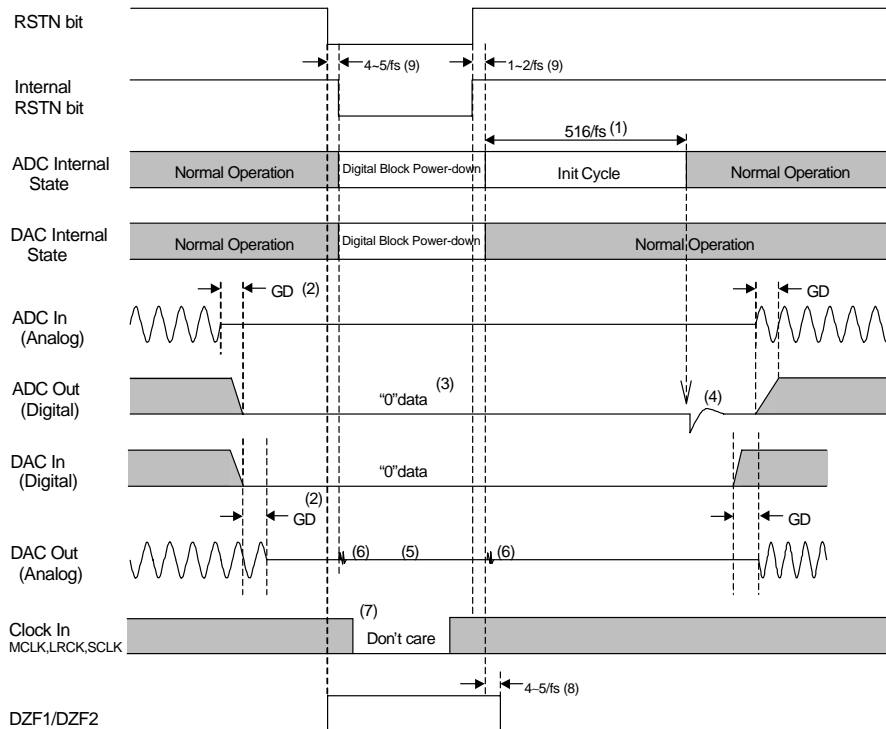 RSTN bit
4~5/fs (9)
1~2/fs (9)
Internal
RSTN bit
516/fs (1)
ADC Internal
State
Normal Operation
Digital Block Power-down
Init Cycle
Normal Operation
DAC Internal
State
Normal Operation
Digital Block Power-down
Normal Operation
GD (2)
GD
ADC In
(Analog)
ADC Out
(Digital)
“0”data
(3)
(4)
DAC In
(Digital)
“0”data
(2)
GD
GD
DAC Out
(Analog)
(6)
(5)
(6)
Clock In
MCLK,LRCK,SCLK
(7)
Don’t care
4~5/fs (8)
DZF1/DZF2